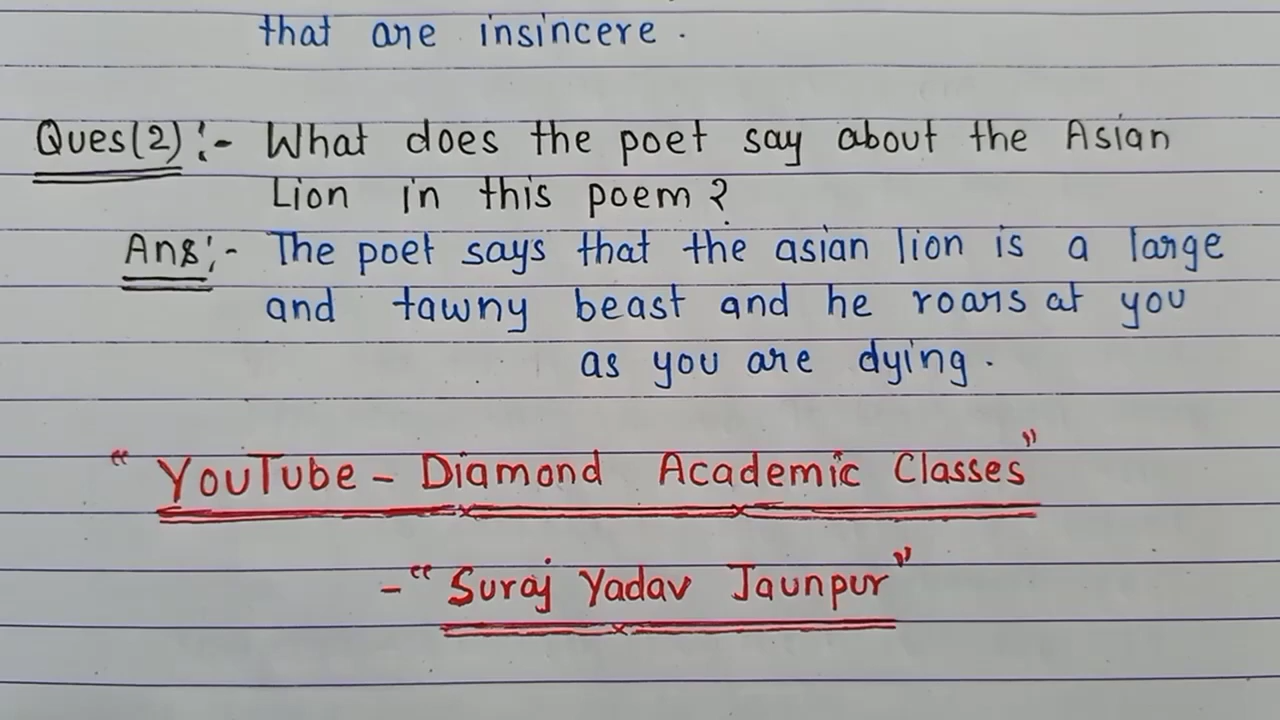 that are insincere.
Ques(2):- What does the poet say about the Asian
Lion in this poem?
Ans:- The poet says that the asian lion is a large
and tawny beast and he roars at you
as you are dying.
"YouTube - Diamond Academic Classes"
- "Suraj Yadav Jaunpur"